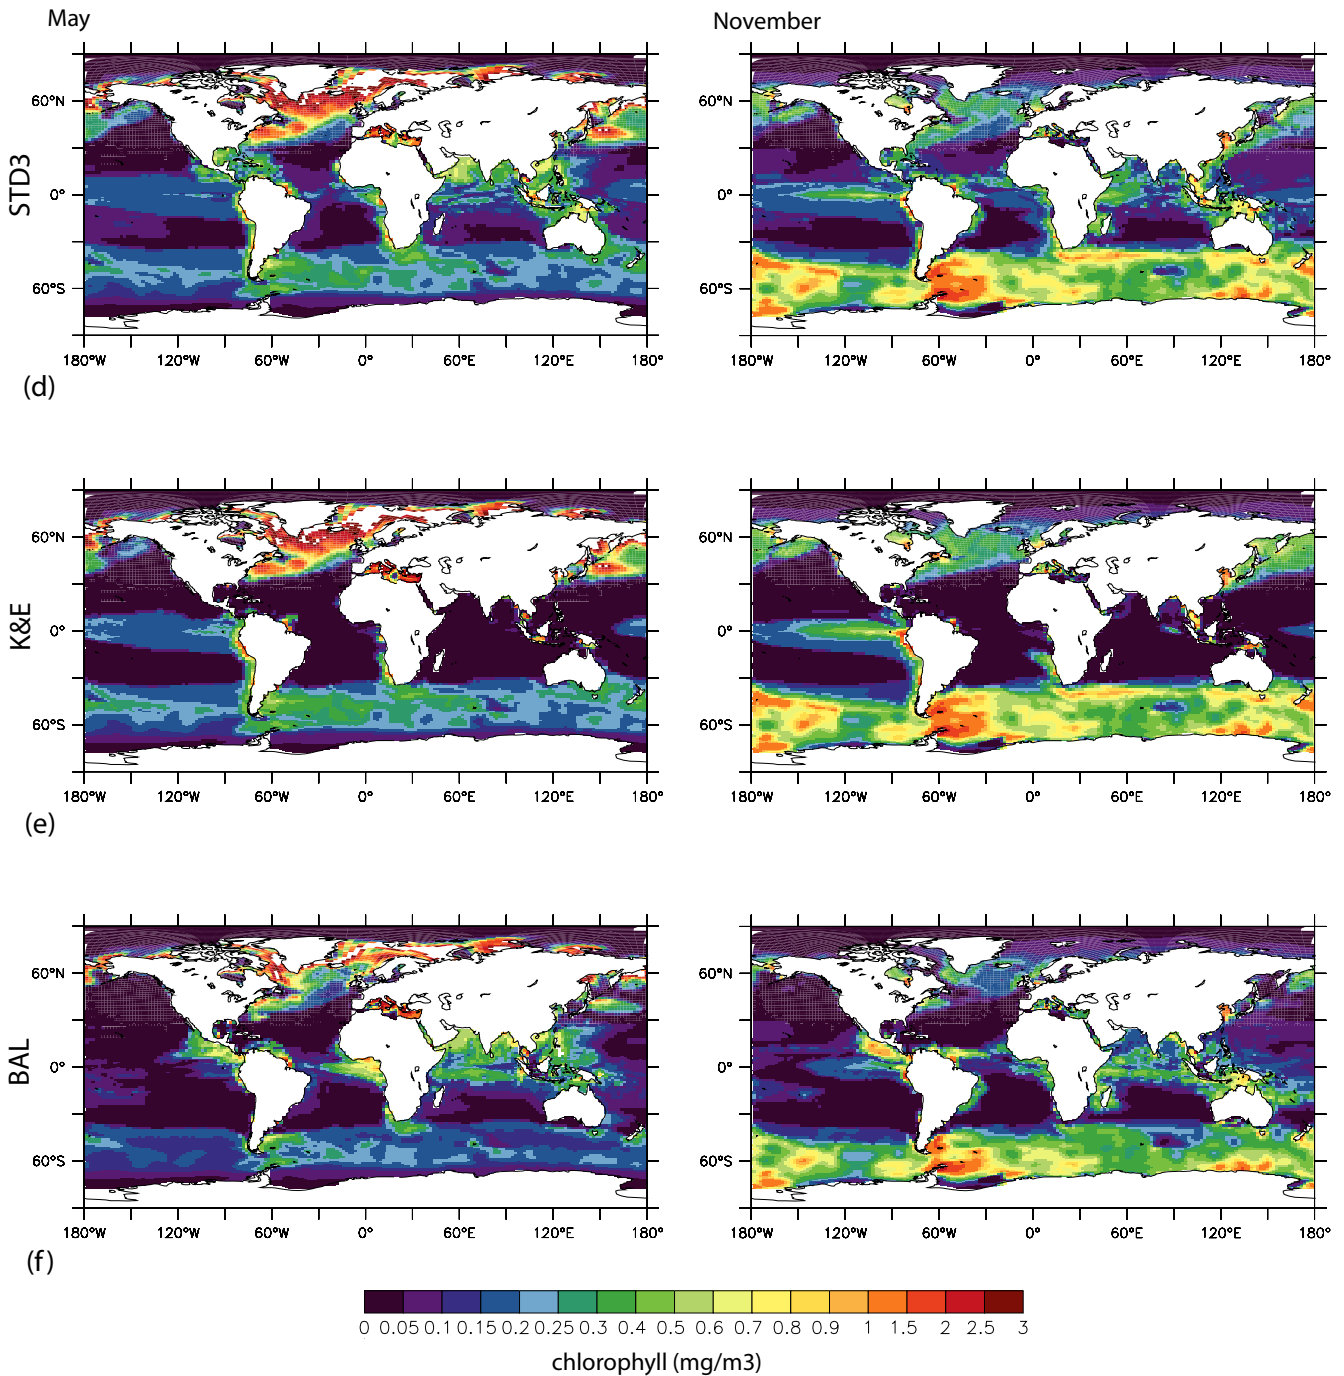 May November
STD3
60°N
0°
60°S
180°W 120°W 60°W 0° 60°E 120°E 180° 180°W 120°W 60°W 0° 60°E 120°E 180°
(d)
K&E
60°N 60°N
0° 0°
60°S 60°S
180°W 120°W 60°W 0° 60°E 120°E 180° 180°W 120°W 60°W 0° 60°E 120°E 180°
(e)
BAL
60°N 60°N
0° 0°
60°S 60°S
180°W 120°W 60°W 0° 60°E 120°E 180° 180°W 120°W 60°W 0° 60°E 120°E 180°
(f)
0 0.05 0.1 0.15 0.2 0.25 0.3 0.4 0.5 0.6 0.7 0.8 0.9 1 1.5 2 2.5 3
chlorophyll (mg/m3)